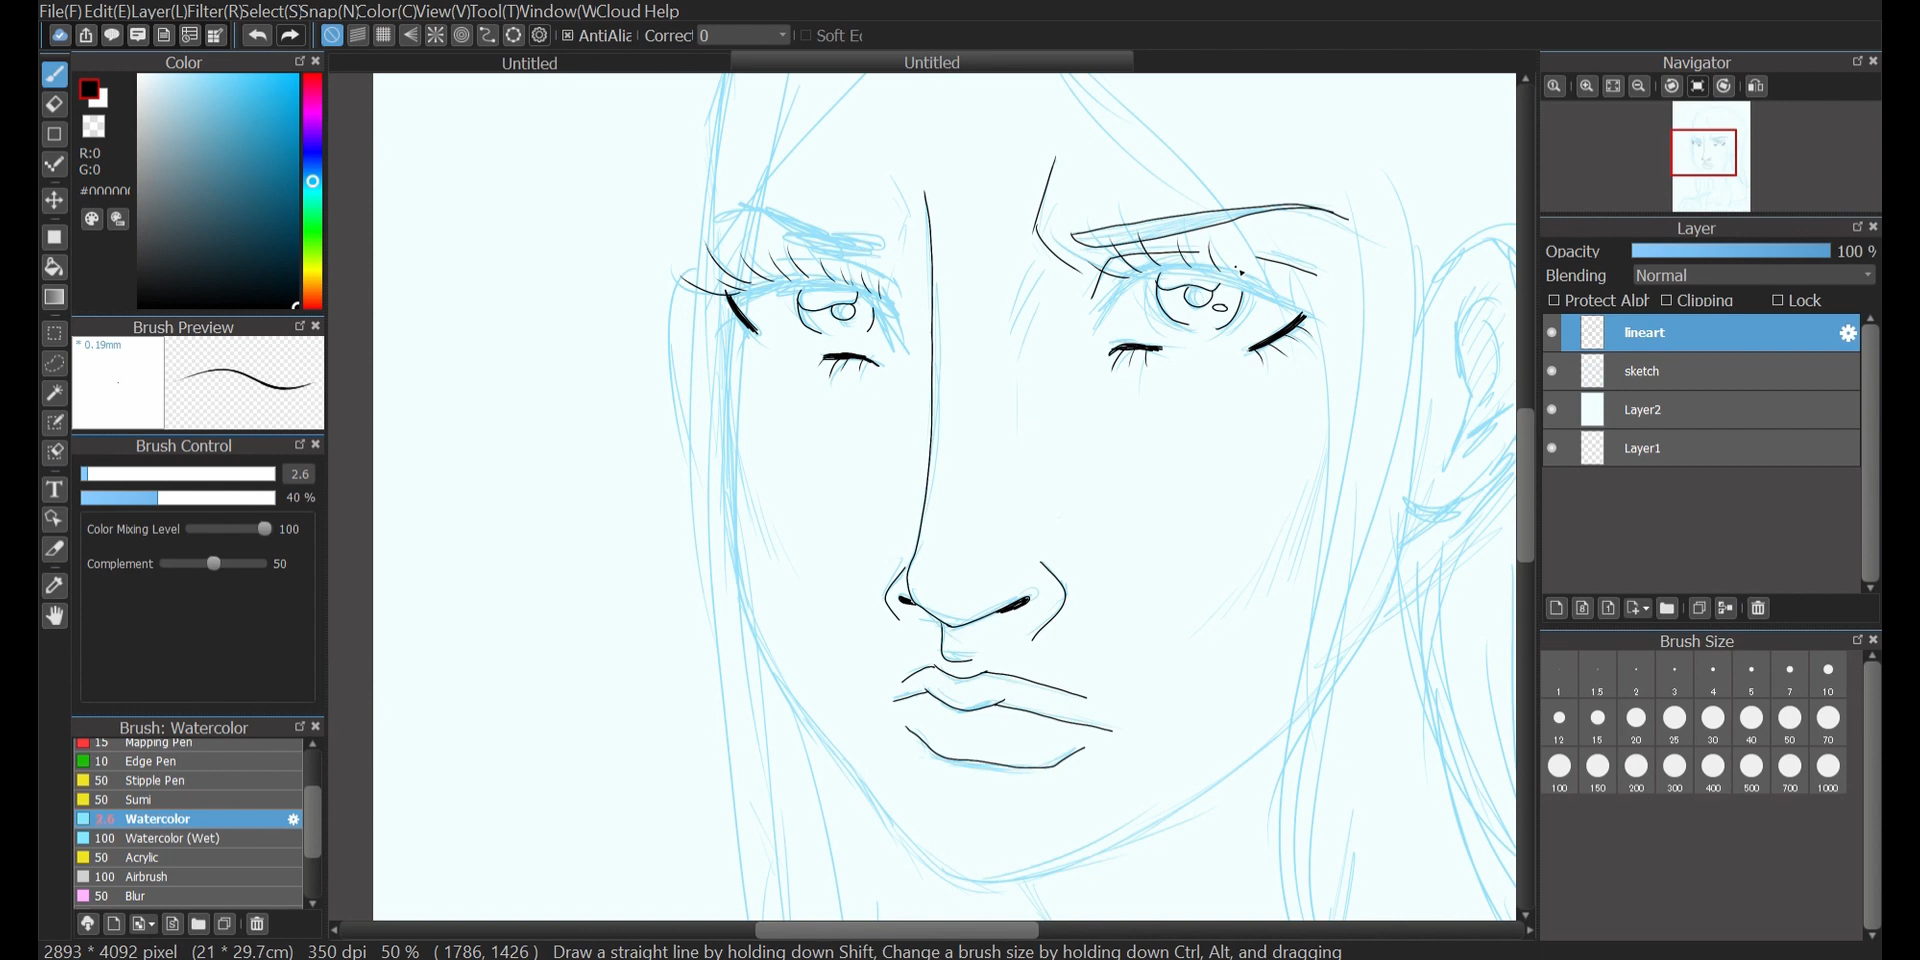 File(F) Edit(E) Layer(L) Filter(R) Select(S) Snap(N) Color(C) View(V) Tool(T) Window(W Cloud Help
AntiAlia Correct 0 Soft Ec
Color
Untitled
Untitled
Navigator
R:0
G:0
#000000
Layer
Opacity 100 %
Blending Normal
Protect Alph Clipping Lock
Brush Preview
* 0.19mm
lineart
sketch
Layer2
Layer1
Brush Control
2.6
40 %
Color Mixing Level 100
Complement 50
T
Brush Size
1 1.5 2 3 4 5 7 10
12 15 20 25 30 40 50 70
100 150 200 300 400 500 700 1000
Brush: Watercolor
15 Mapping Pen
10 Edge Pen
50 Stipple Pen
50 Sumi
2.6 Watercolor
100 Watercolor (Wet)
50 Acrylic
100 Airbrush
50 Blur
2893 * 4092 pixel (21 * 29.7cm) 350 dpi 50 % ( 1786, 1426 ) Draw a straight line by holding down Shift, Change a brush size by holding down Ctrl, Alt, and dragging